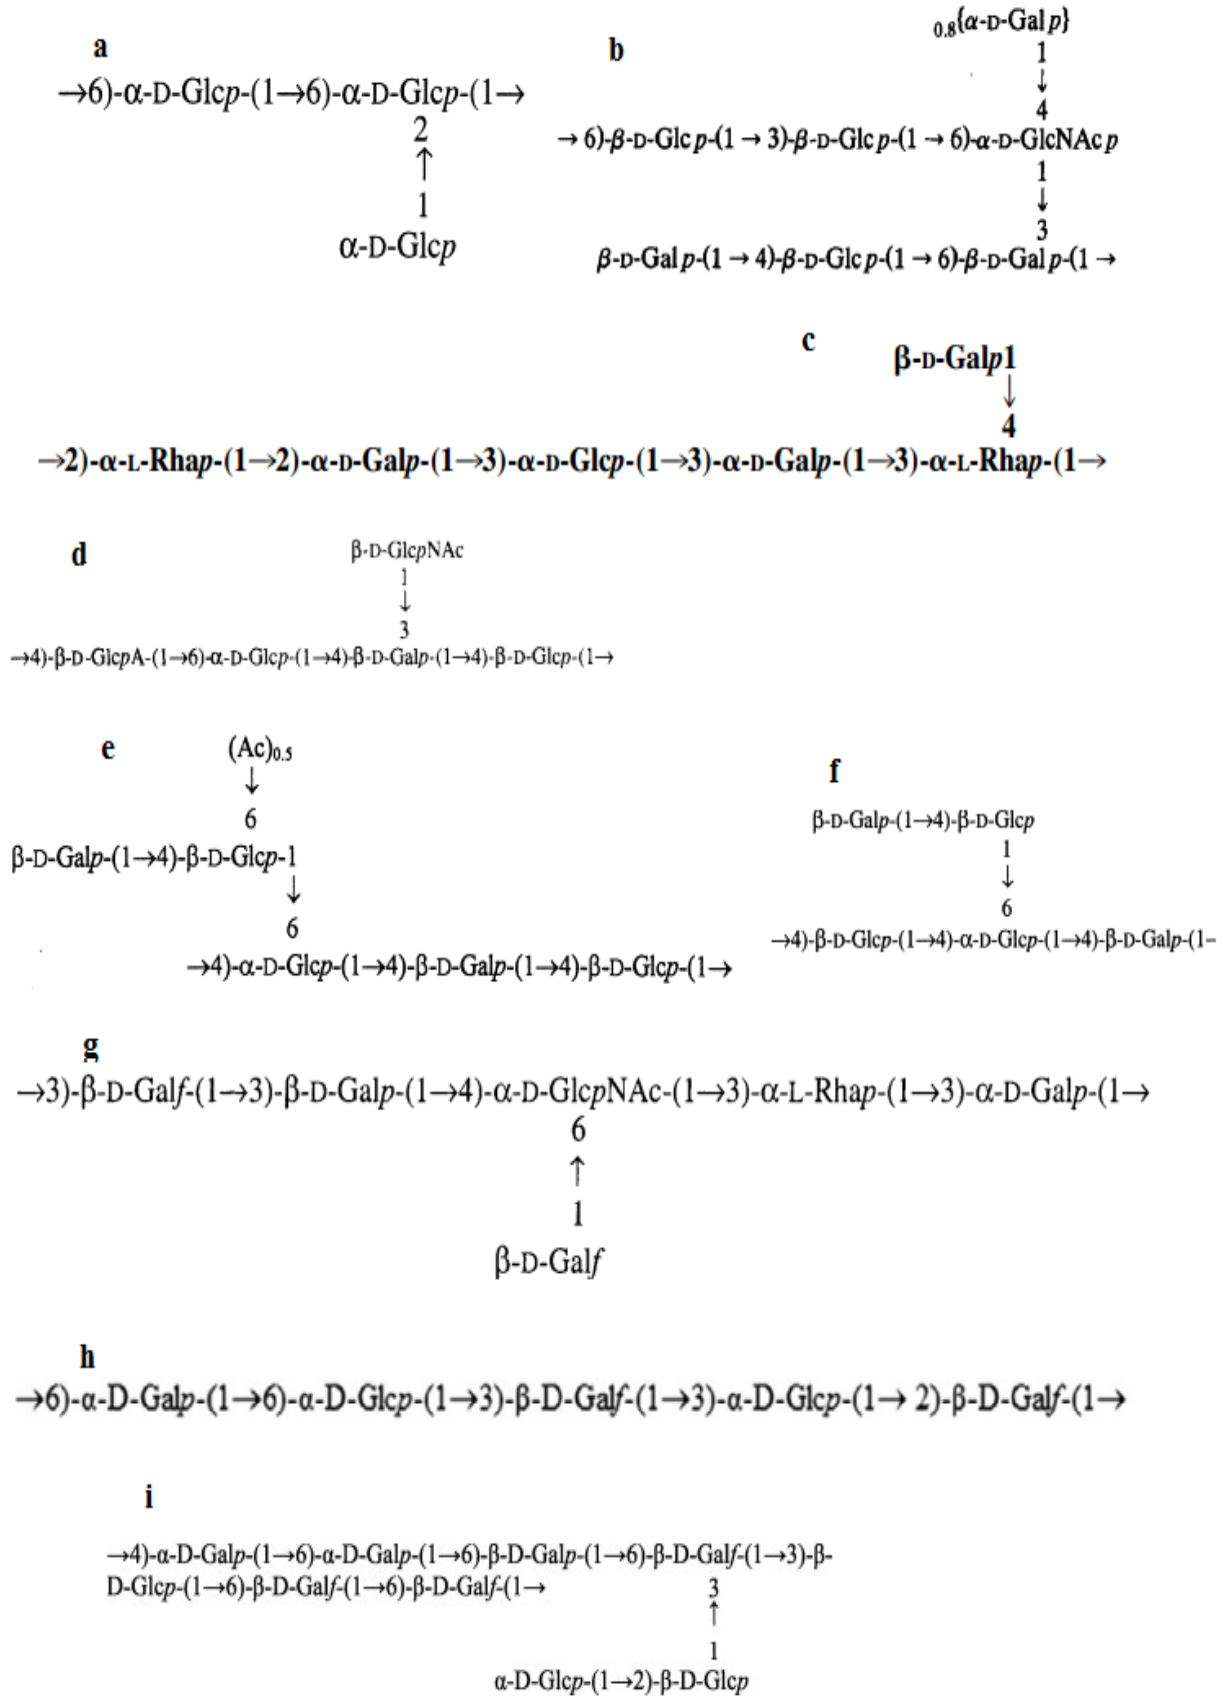 a
→6)-α-D-Glcp-(1→6)-α-D-Glcp-(1→
2
↑
1
α-D-Glcp
b
0.8{α-D-Galp}
1
↓
4
→ 6)-β-D-Glcp-(1 → 3)-β-D-Glcp-(1 → 6)-α-D-GlcNAcp
1
↓
3
β-D-Galp-(1 → 4)-β-D-Glcp-(1 → 6)-β-D-Galp-(1 →
c
β-D-Galp1
↓
4
→2)-α-L-Rhap-(1→2)-α-D-Galp-(1→3)-α-D-Glcp-(1→3)-α-D-Galp-(1→3)-α-L-Rhap-(1→
d
β-D-GlcpNAc
1
↓
3
→4)-β-D-GlcpA-(1→6)-α-D-Glcp-(1→4)-β-D-Galp-(1→4)-β-D-Glcp-(1→
e
(Ac)0.5
↓
6
β-D-Galp-(1→4)-β-D-Glcp-1
↓
6
→4)-α-D-Glcp-(1→4)-β-D-Galp-(1→4)-β-D-Glcp-(1→
f
β-D-Galp-(1→4)-β-D-Glcp
1
↓
6
→4)-β-D-Glcp-(1→4)-α-D-Glcp-(1→4)-β-D-Galp-(1–
g
→3)-β-D-Galf-(1→3)-β-D-Galp-(1→4)-α-D-GlcpNAc-(1→3)-α-L-Rhap-(1→3)-α-D-Galp-(1→
6
↑
1
β-D-Galf
h
→6)-α-D-Galp-(1→6)-α-D-Glcp-(1→3)-β-D-Galf-(1→3)-α-D-Glcp-(1→ 2)-β-D-Galf-(1→
i
→4)-α-D-Galp-(1→6)-α-D-Galp-(1→6)-β-D-Galp-(1→6)-β-D-Galf-(1→3)-β-
D-Glcp-(1→6)-β-D-Galf-(1→6)-β-D-Galf-(1→
3
↑
1
α-D-Glcp-(1→2)-β-D-Glcp